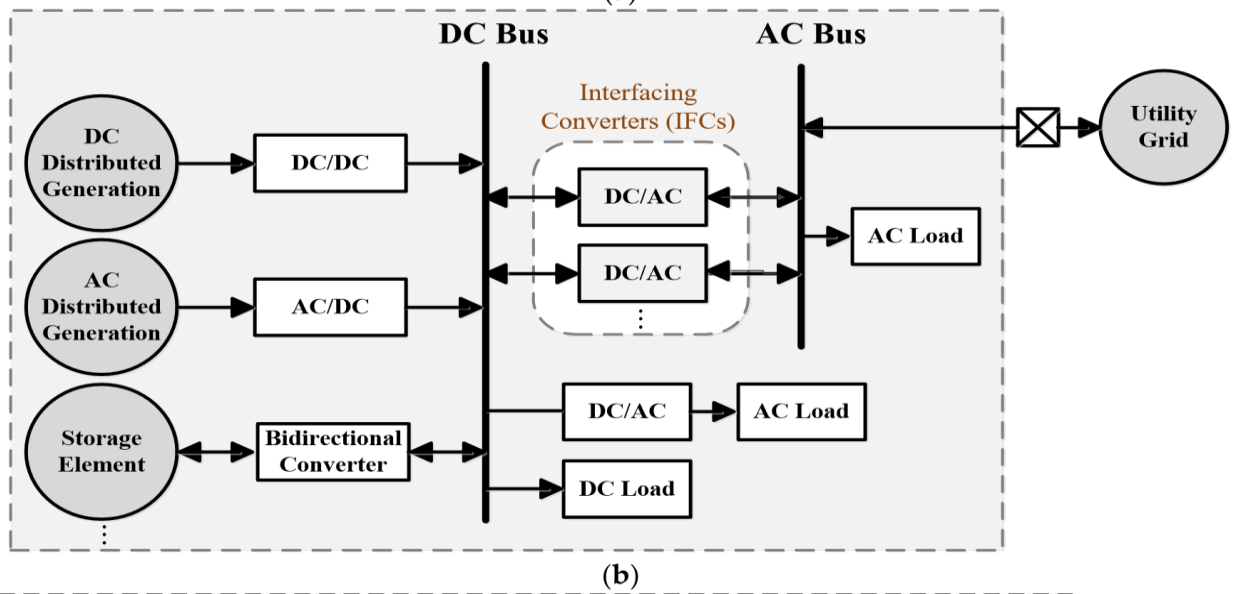 DC Bus
AC Bus
Interfacing
Converters (IFCs)
DC
Distributed
Generation
DC/DC
DC/AC
Utility
Grid
AC Load
AC
Distributed
Generation
AC/DC
DC/AC
Storage
Element
Bidirectional
Converter
DC/AC
AC Load
DC Load
(b)